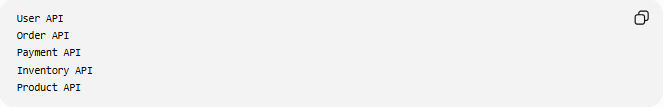 User API
Order API
Payment API
Inventory API
Product API